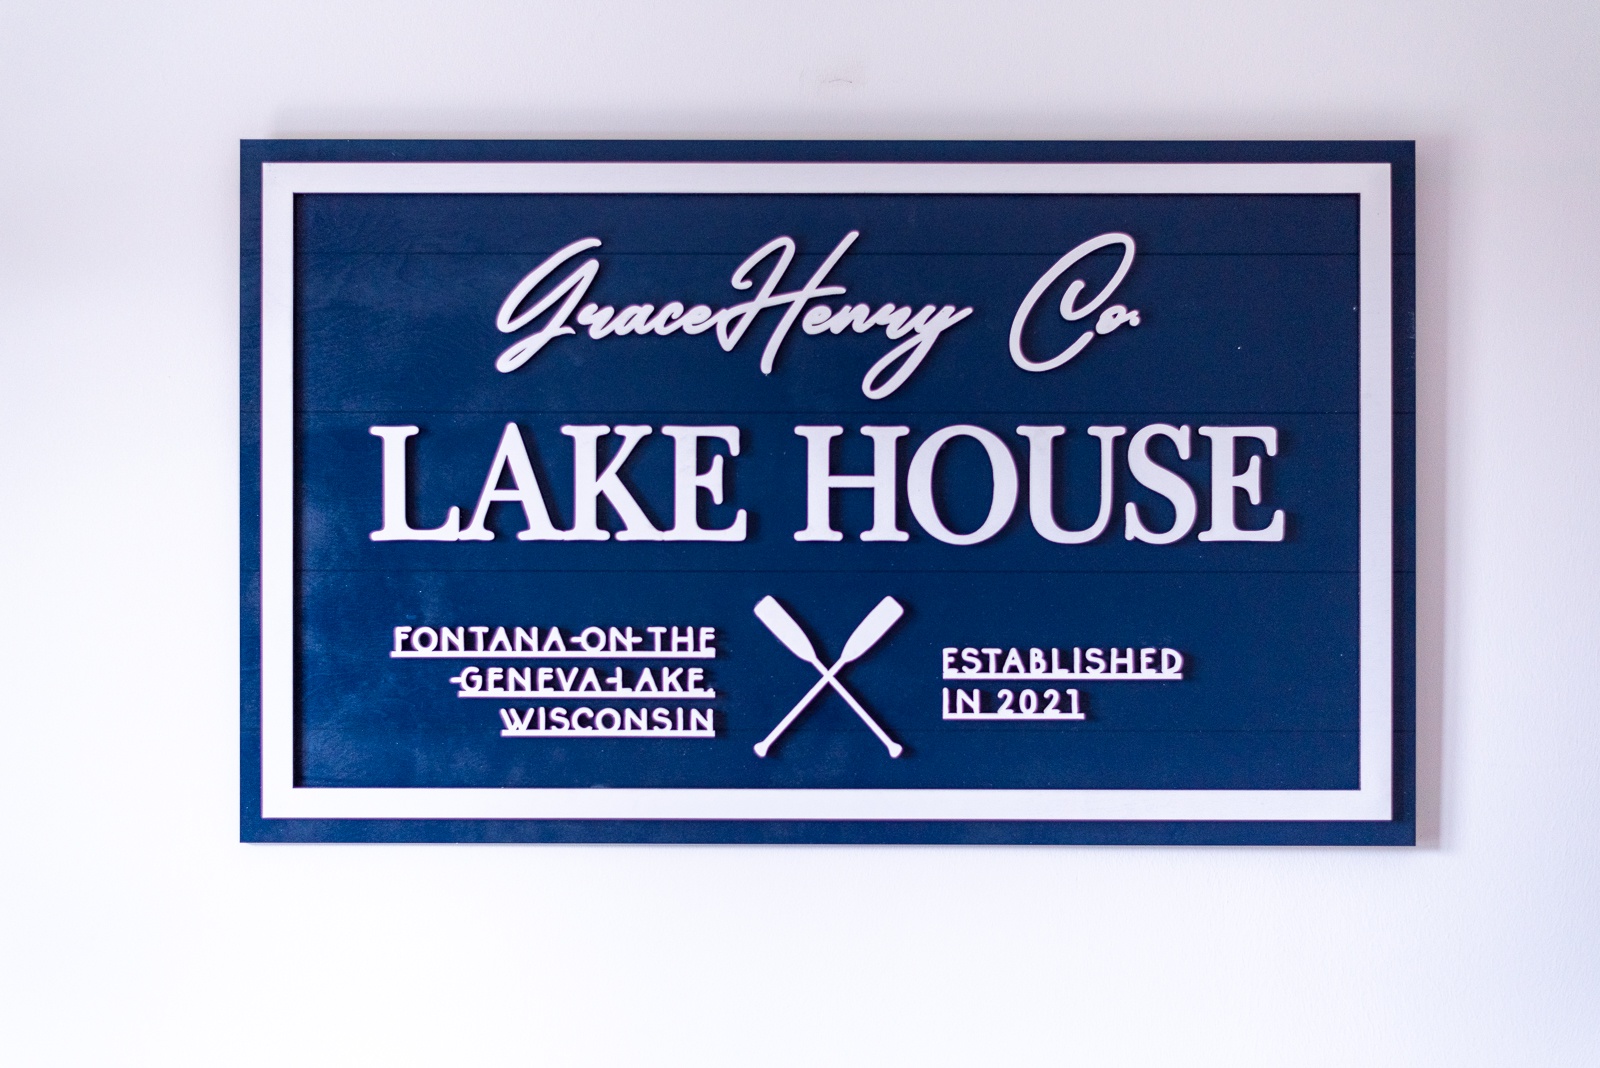 GraceHenry Co.
LAKE HOUSE
FONTANA-ON-THE
-GENEVA-LAKE,
WISCONSIN
ESTABLISHED
IN 2021